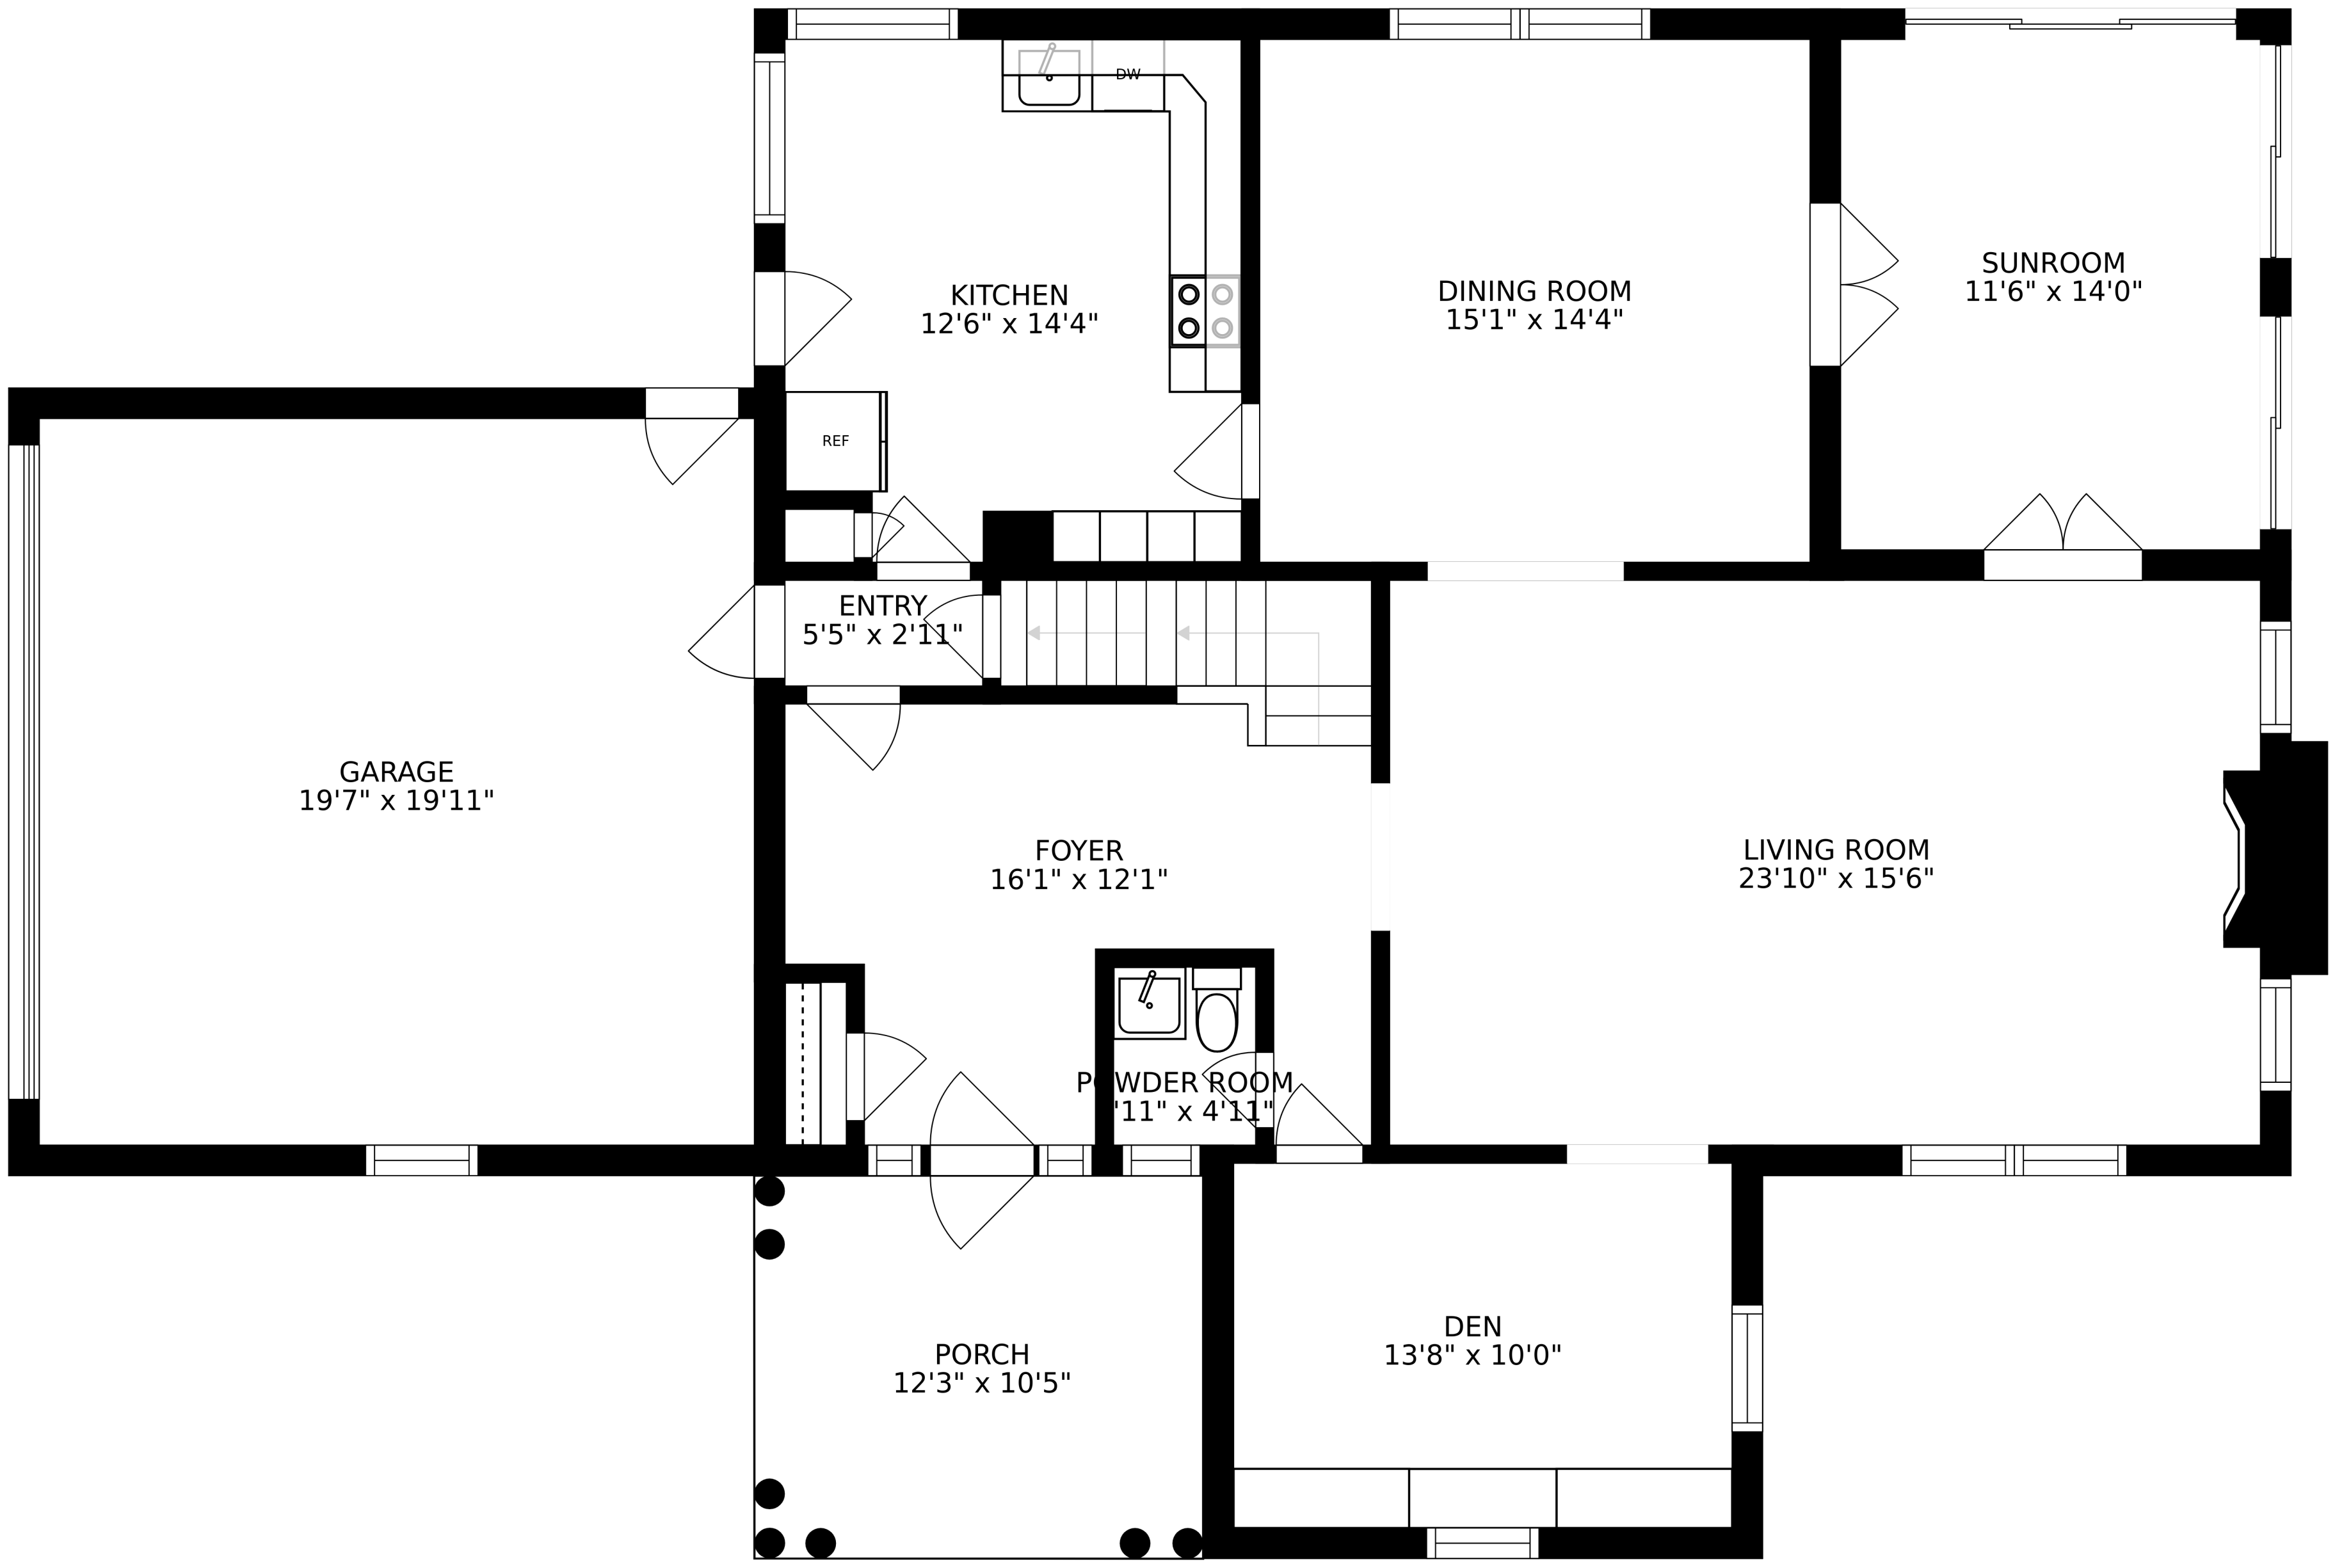 DW
KITCHEN
12'6" x 14'4"
DINING ROOM
15'1" x 14'4"
SUNROOM
11'6" x 14'0"
REF
ENTRY
5'5" x 2'11"
GARAGE
19'7" x 19'11"
FOYER
16'1" x 12'1"
LIVING ROOM
23'10" x 15'6"
POWDER ROOM
'11" x 4'11"
PORCH
12'3" x 10'5"
DEN
13'8" x 10'0"